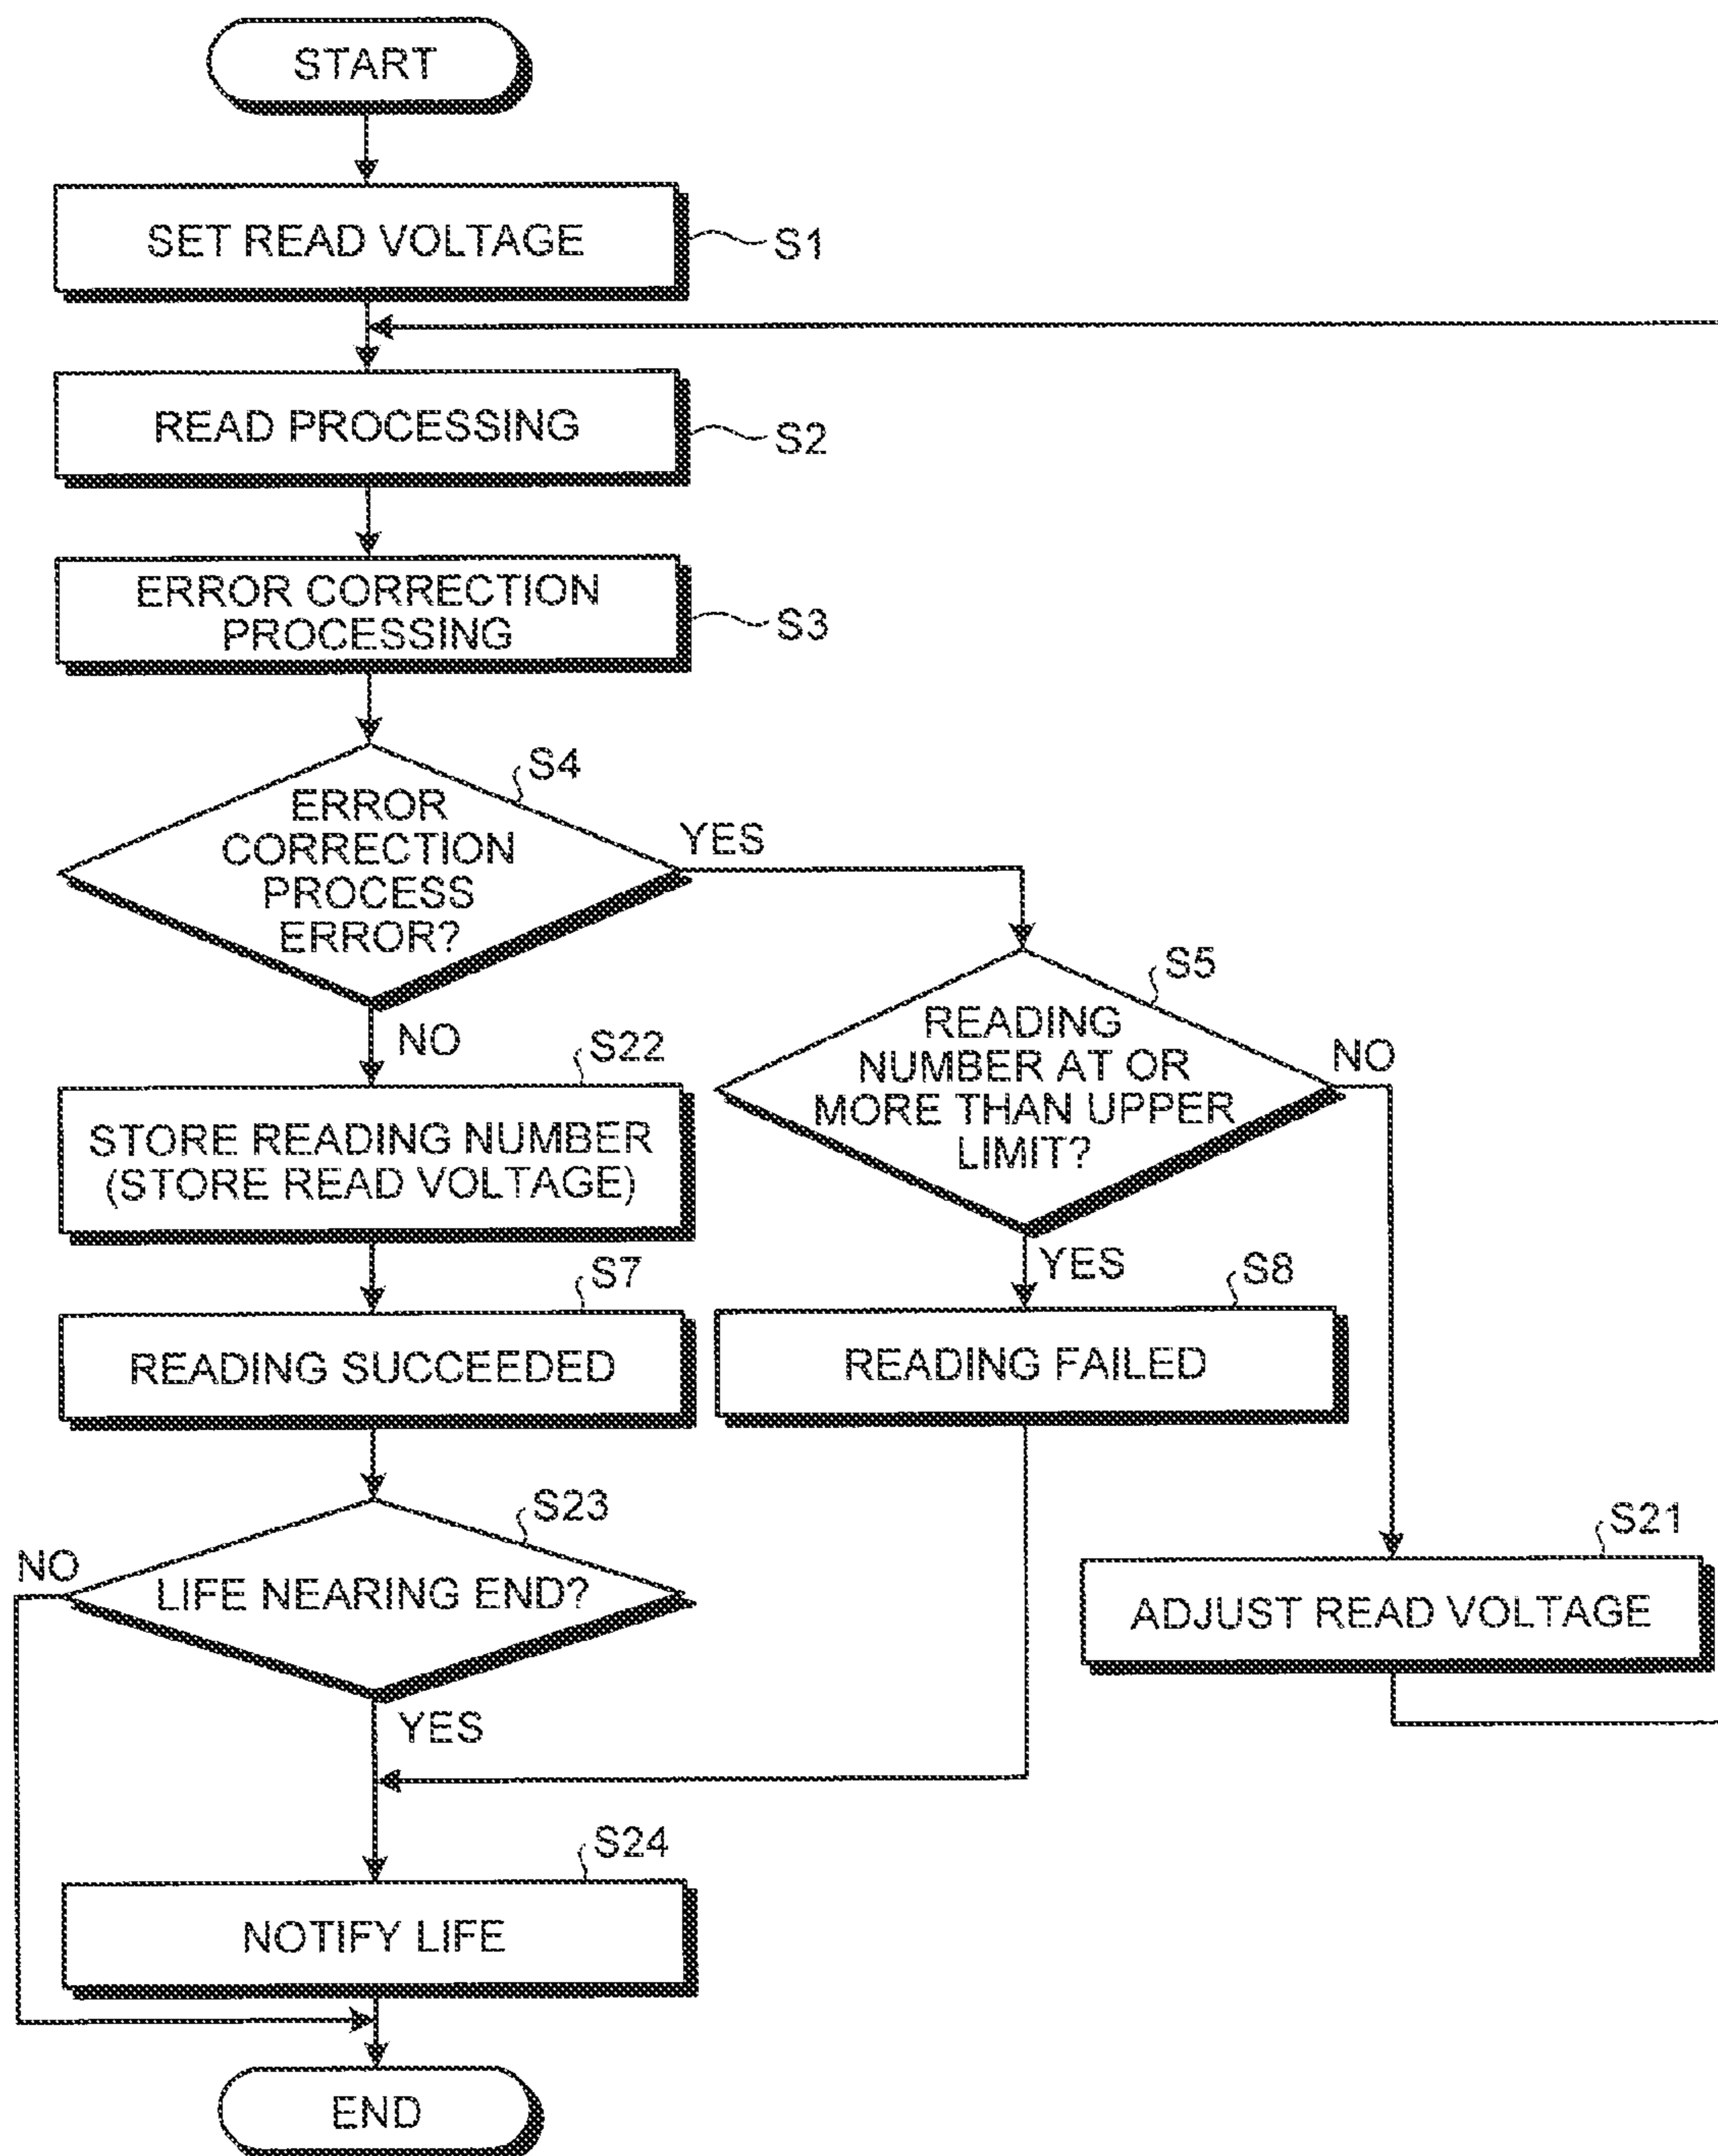 START
SET READ VOLTAGE
S1
READ PROCESSING
S2
ERROR CORRECTION
PROCESSING
S3
S4
ERROR
CORRECTION
PROCESS
ERROR?
YES
NO
S5
READING
NUMBER AT OR
MORE THAN UPPER
LIMIT?
NO
YES
S22
STORE READING NUMBER
(STORE READ VOLTAGE)
S7
READING SUCCEEDED
S8
READING FAILED
S23
LIFE NEARING END?
NO
YES
S21
ADJUST READ VOLTAGE
S24
NOTIFY LIFE
END